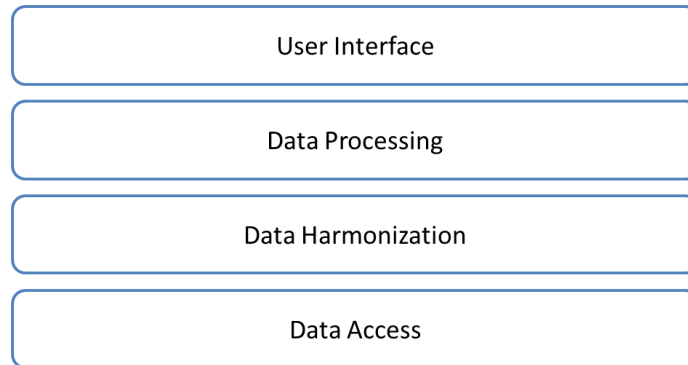 User Interface
Data Processing
Data Harmonization
Data Access